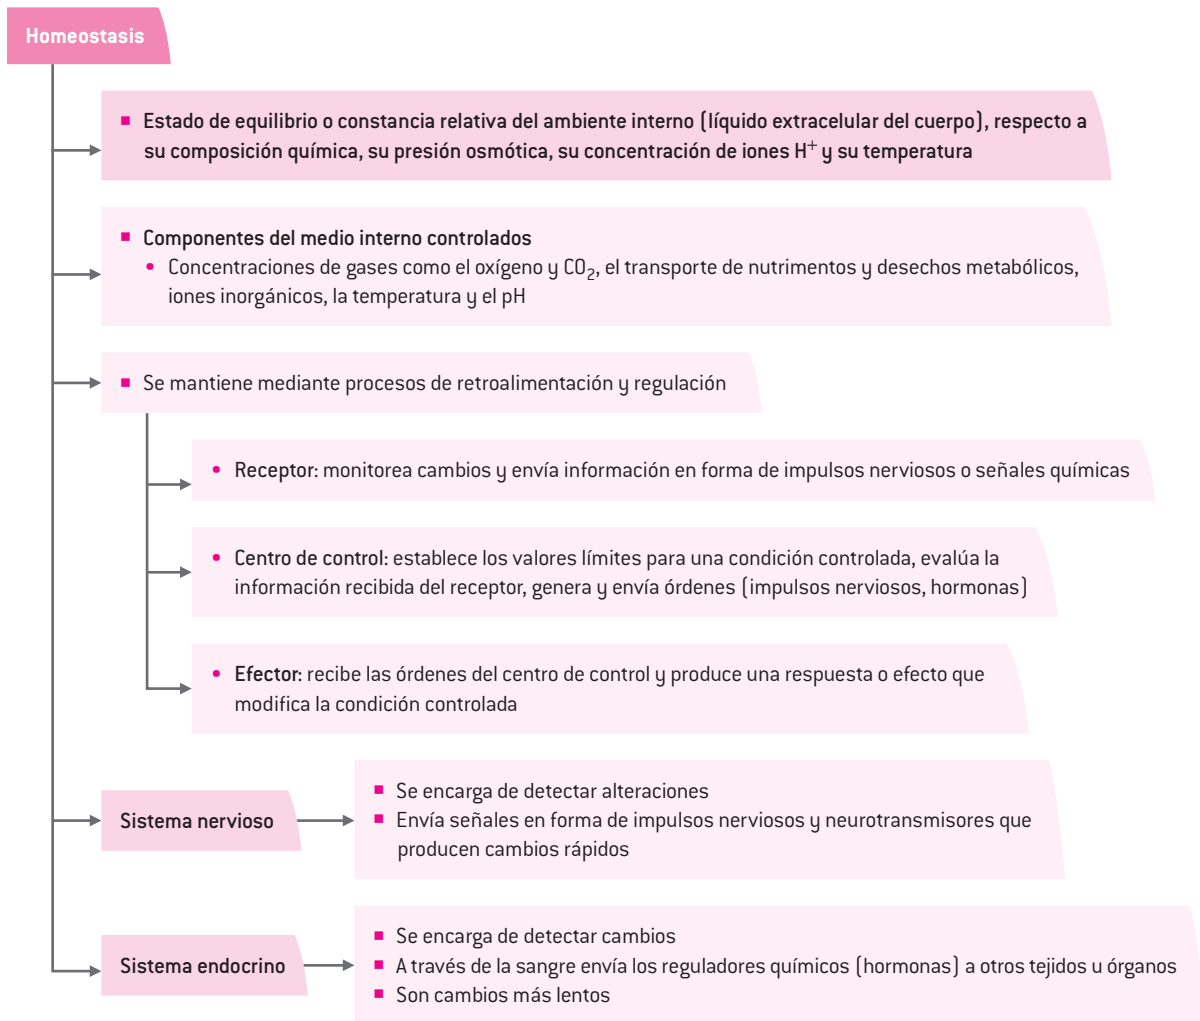 Homeostasis
■ Estado de equilibrio o constancia relativa del ambiente interno (líquido extracelular del cuerpo), respecto a
su composición química, su presión osmótica, su concentración de iones H⁺ y su temperatura
■ Componentes del medio interno controlados
• Concentraciones de gases como el oxígeno y CO₂, el transporte de nutrimentos y desechos metabólicos,
iones inorgánicos, la temperatura y el pH
■ Se mantiene mediante procesos de retroalimentación y regulación
• Receptor: monitorea cambios y envía información en forma de impulsos nerviosos o señales químicas
• Centro de control: establece los valores límites para una condición controlada, evalúa la
información recibida del receptor, genera y envía órdenes (impulsos nerviosos, hormonas)
• Efector: recibe las órdenes del centro de control y produce una respuesta o efecto que
modifica la condición controlada
Sistema nervioso
■ Se encarga de detectar alteraciones
■ Envía señales en forma de impulsos nerviosos y neurotransmisores que
producen cambios rápidos
Sistema endocrino
■ Se encarga de detectar cambios
■ A través de la sangre envía los reguladores químicos (hormonas) a otros tejidos u órganos
■ Son cambios más lentos